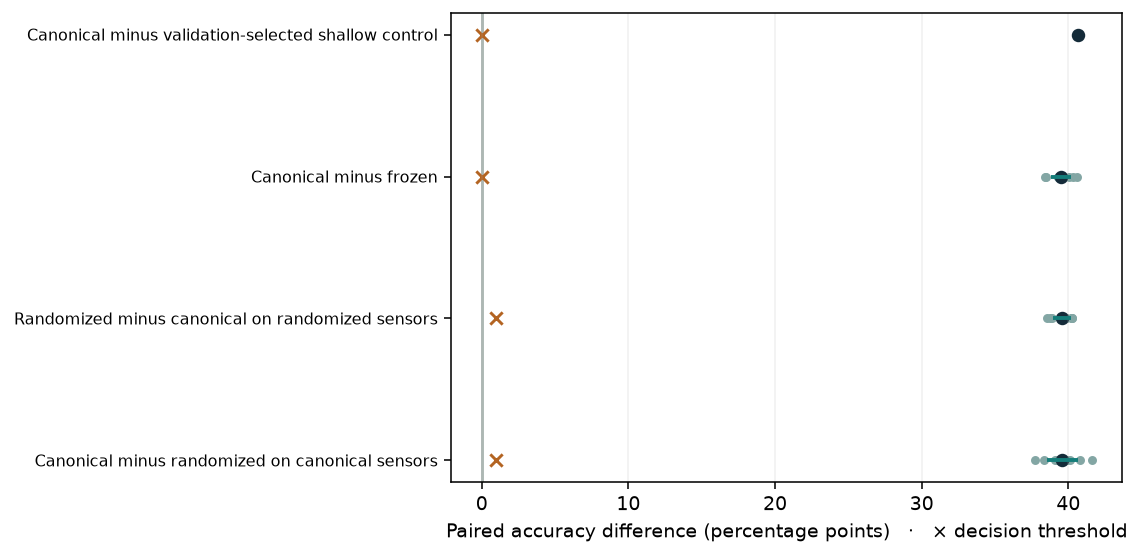 Canonical minus validation-selected shallow control
Canonical minus frozen
Randomized minus canonical on randomized sensors
Canonical minus randomized on canonical sensors
0 10 20 30 40
Paired accuracy difference (percentage points) · × decision threshold